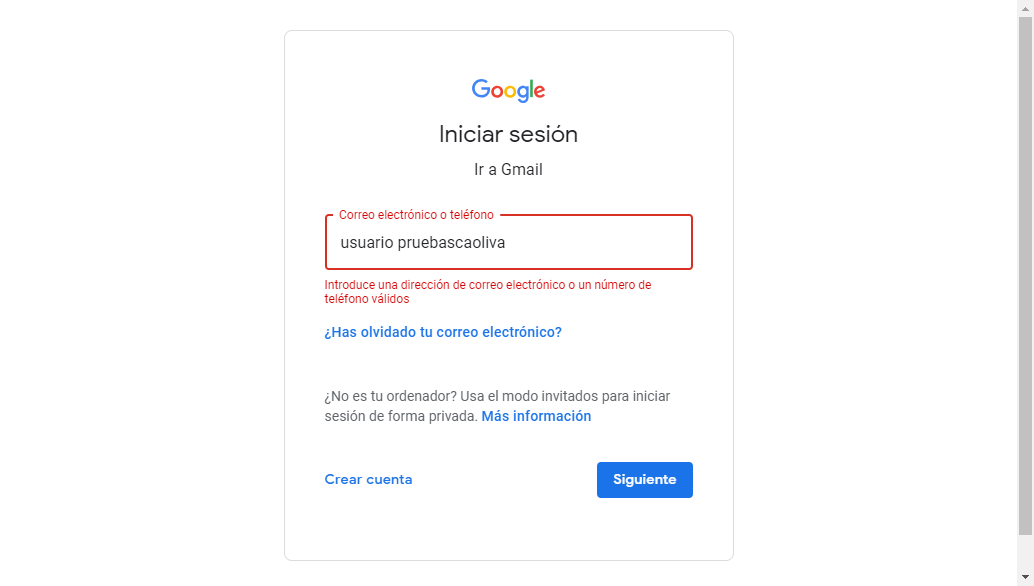 Google
Iniciar sesión
Ir a Gmail
Correo electrónico o teléfono
usuario pruebascaoliva
Introduce una dirección de correo electrónico o un número de
teléfono válidos
¿Has olvidado tu correo electrónico?
¿No es tu ordenador? Usa el modo invitados para iniciar
sesión de forma privada. Más información
Crear cuenta
Siguiente